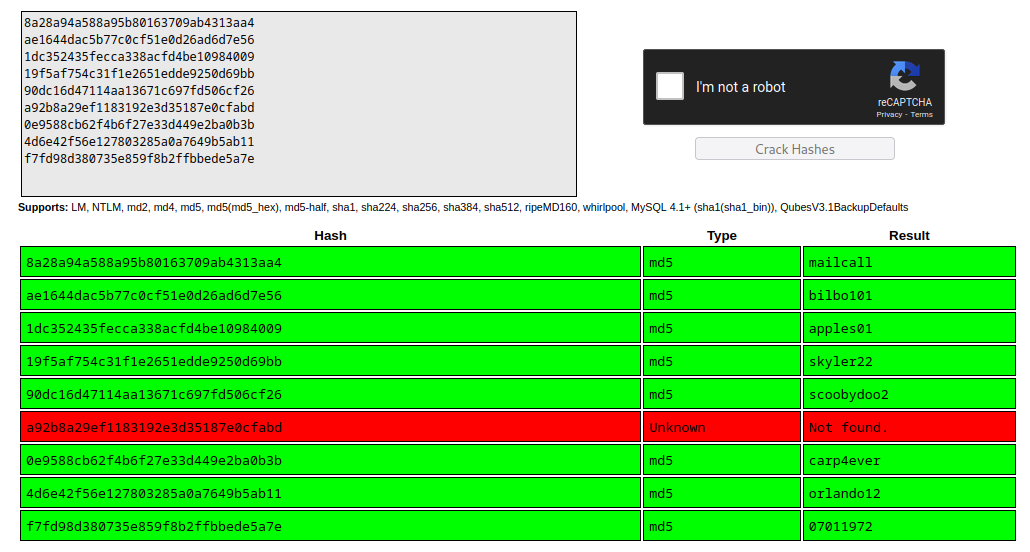 8a28a94a588a95b80163709ab4313aa4
ae1644dac5b77c0cf51e0d26ad6d7e56
1dc352435fecca338acfd4be10984009
19f5af754c31f1e2651edde9250d69bb
90dc16d47114aa13671c697fd506cf26
a92b8a29ef1183192e3d35187e0cfabd
0e9588cb62f4b6f27e33d449e2ba0b3b
4d6e42f56e127803285a0a7649b5ab11
f7fd98d380735e859f8b2ffbbede5a7e
I'm not a robot
reCAPTCHA
Privacy - Terms
Crack Hashes
Supports: LM, NTLM, md2, md4, md5, md5(md5_hex), md5-half, sha1, sha224, sha256, sha384, sha512, ripeMD160, whirlpool, MySQL 4.1+ (sha1(sha1_bin)), QubesV3.1BackupDefaults
Hash Type Result
8a28a94a588a95b80163709ab4313aa4 md5 mailcall
ae1644dac5b77c0cf51e0d26ad6d7e56 md5 bilbo101
1dc352435fecca338acfd4be10984009 md5 apples01
19f5af754c31f1e2651edde9250d69bb md5 skyler22
90dc16d47114aa13671c697fd506cf26 md5 scoobydoo2
a92b8a29ef1183192e3d35187e0cfabd Unknown Not found.
0e9588cb62f4b6f27e33d449e2ba0b3b md5 carp4ever
4d6e42f56e127803285a0a7649b5ab11 md5 orlando12
f7fd98d380735e859f8b2ffbbede5a7e md5 07011972